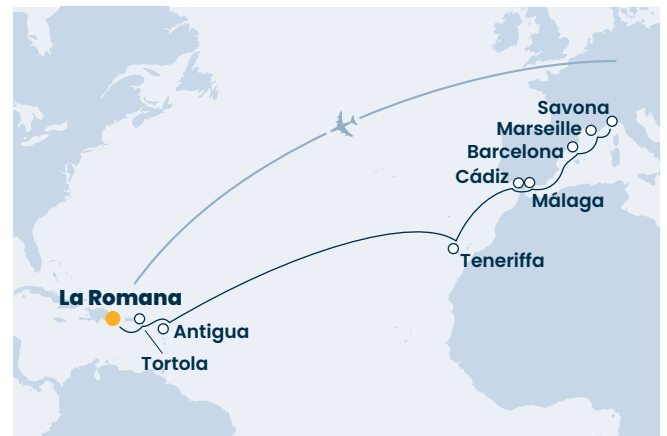 Savona
Marseille
Barcelona
Cádiz
Málaga
Teneriffa
La Romana
Antigua
Tortola